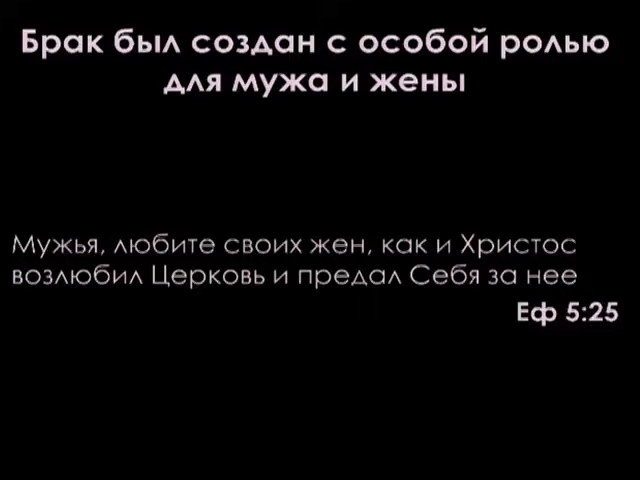 Брак был создан с особой ролью
для мужа и жены
Мужья, любите своих жен, как и Христос
возлюбил Церковь и предал Себя за нее
Еф 5:25